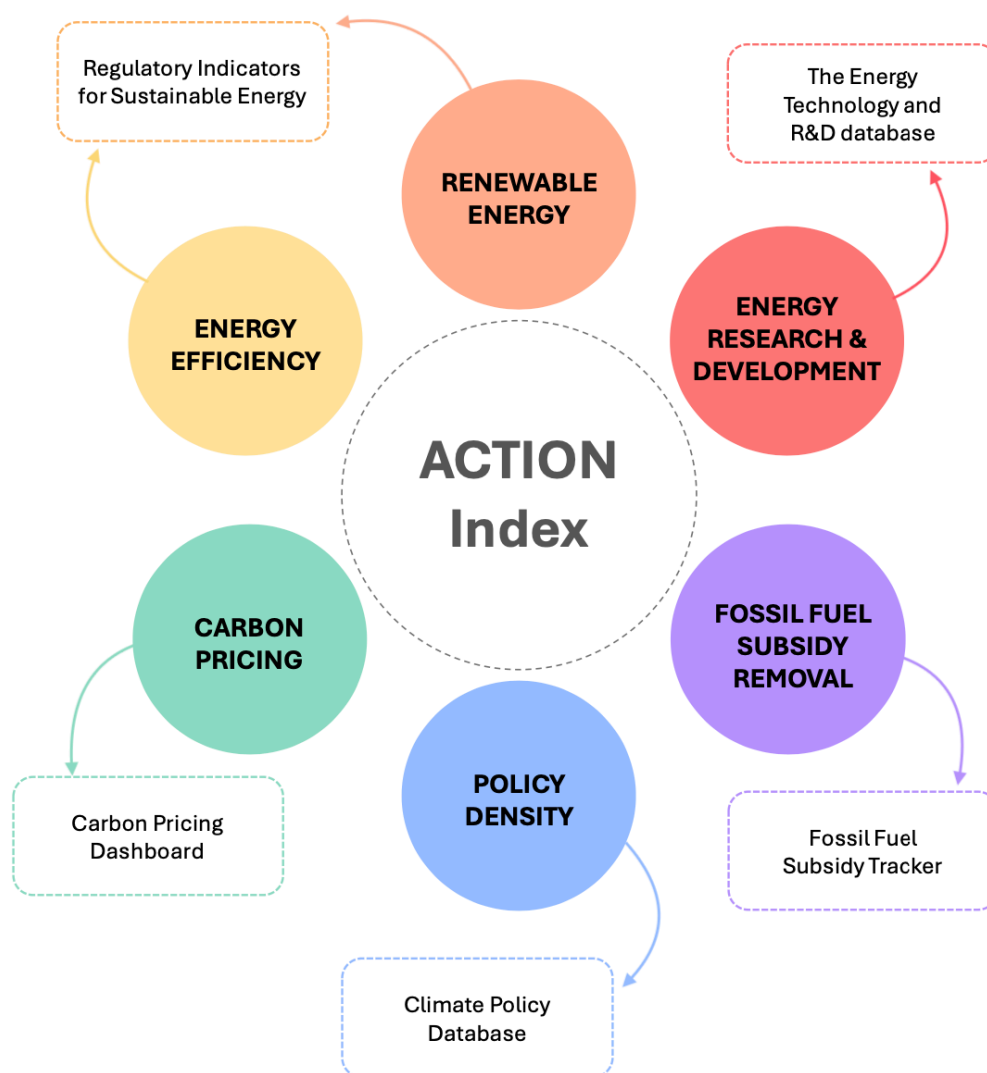 Regulatory Indicators
for Sustainable Energy
The Energy
Technology and
R&D database
RENEWABLE
ENERGY
ENERGY
EFFICIENCY
ENERGY
RESEARCH &
DEVELOPMENT
ACTION
Index
CARBON
PRICING
FOSSIL FUEL
SUBSIDY
REMOVAL
POLICY
DENSITY
Carbon Pricing
Dashboard
Fossil Fuel
Subsidy Tracker
Climate Policy
Database